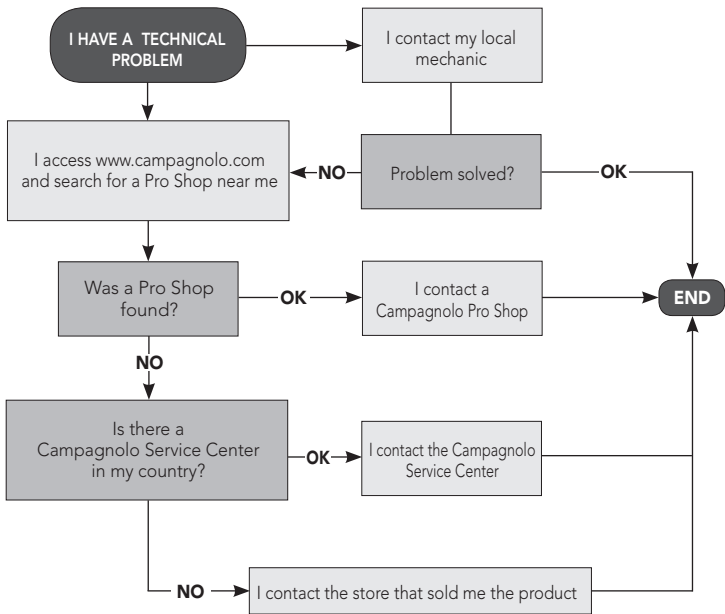 I HAVE A TECHNICAL
PROBLEM
I contact my local
mechanic
I access www.campagnolo.com
and search for a Pro Shop near me
NO
Problem solved?
OK
Was a Pro Shop
found?
OK
I contact a
Campagnolo Pro Shop
END
NO
Is there a
Campagnolo Service Center
in my country?
OK
I contact the Campagnolo
Service Center
NO
I contact the store that sold me the product